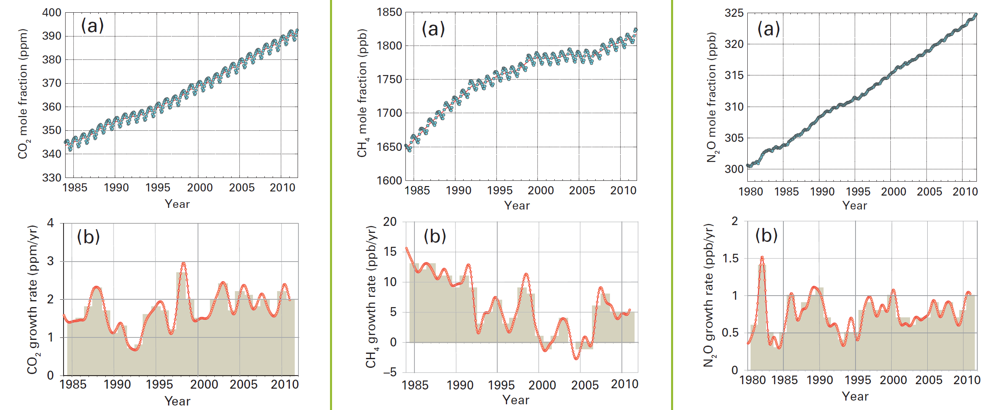 (a)
CO2 mole fraction (ppm)
400
390
380
370
360
350
340
330
1985 1990 1995 2000 2005 2010
Year
(b)
CO2 growth rate (ppm/yr)
4
3
2
1
0
1985 1990 1995 2000 2005 2010
Year
(a)
CH4 mole fraction (ppb)
1850
1800
1750
1700
1650
1600
1985 1990 1995 2000 2005 2010
Year
(b)
CH4 growth rate (ppb/yr)
20
15
10
5
0
–5
1985 1990 1995 2000 2005 2010
Year
(a)
N2O mole fraction (ppb)
325
320
315
310
305
300
1980 1985 1990 1995 2000 2005 2010
Year
(b)
N2O growth rate (ppb/yr)
2
1.5
1
0.5
0
1980 1985 1990 1995 2000 2005 2010
Year